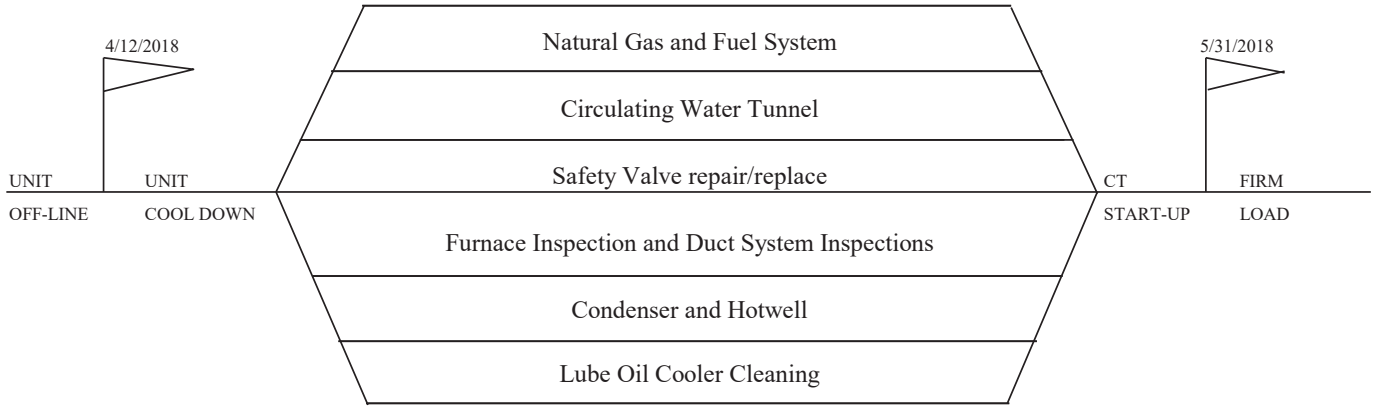 4/12/2018
5/31/2018
Natural Gas and Fuel System
Circulating Water Tunnel
Safety Valve repair/replace
UNIT
UNIT
CT
FIRM
OFF-LINE
COOL DOWN
START-UP
LOAD
Furnace Inspection and Duct System Inspections
Condenser and Hotwell
Lube Oil Cooler Cleaning